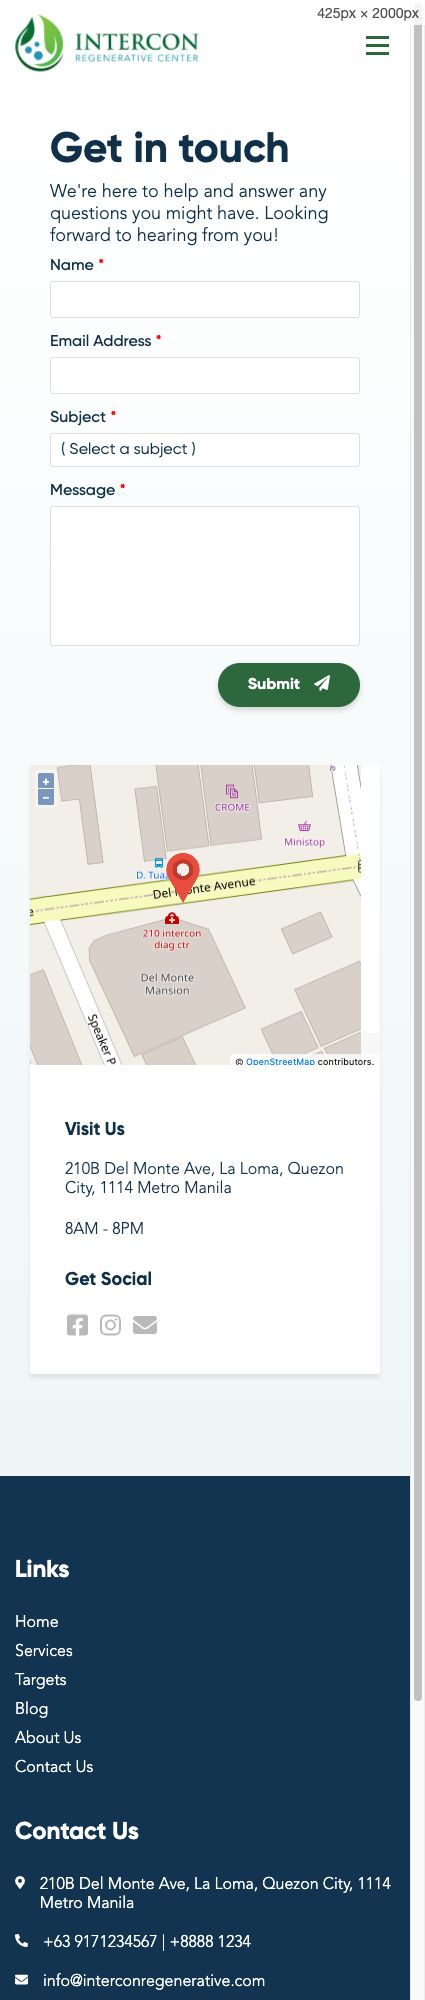 425px × 2000px
INTERCON
REGENERATIVE CENTER
Get in touch
We're here to help and answer any
questions you might have. Looking
forward to hearing from you!
Name *
Email Address *
Subject *
( Select a subject )
Message *
Submit
+
−
CROME
Ministop
D. Tua
Del Monte Avenue
210 intercon
diag ctr
Del Monte
Mansion
Speaker P
© OpenStreetMap contributors.
Visit Us
210B Del Monte Ave, La Loma, Quezon
City, 1114 Metro Manila
8AM - 8PM
Get Social
Links
Home
Services
Targets
Blog
About Us
Contact Us
Contact Us
210B Del Monte Ave, La Loma, Quezon City, 1114
Metro Manila
+63 9171234567 | +8888 1234
info@interconregenerative.com